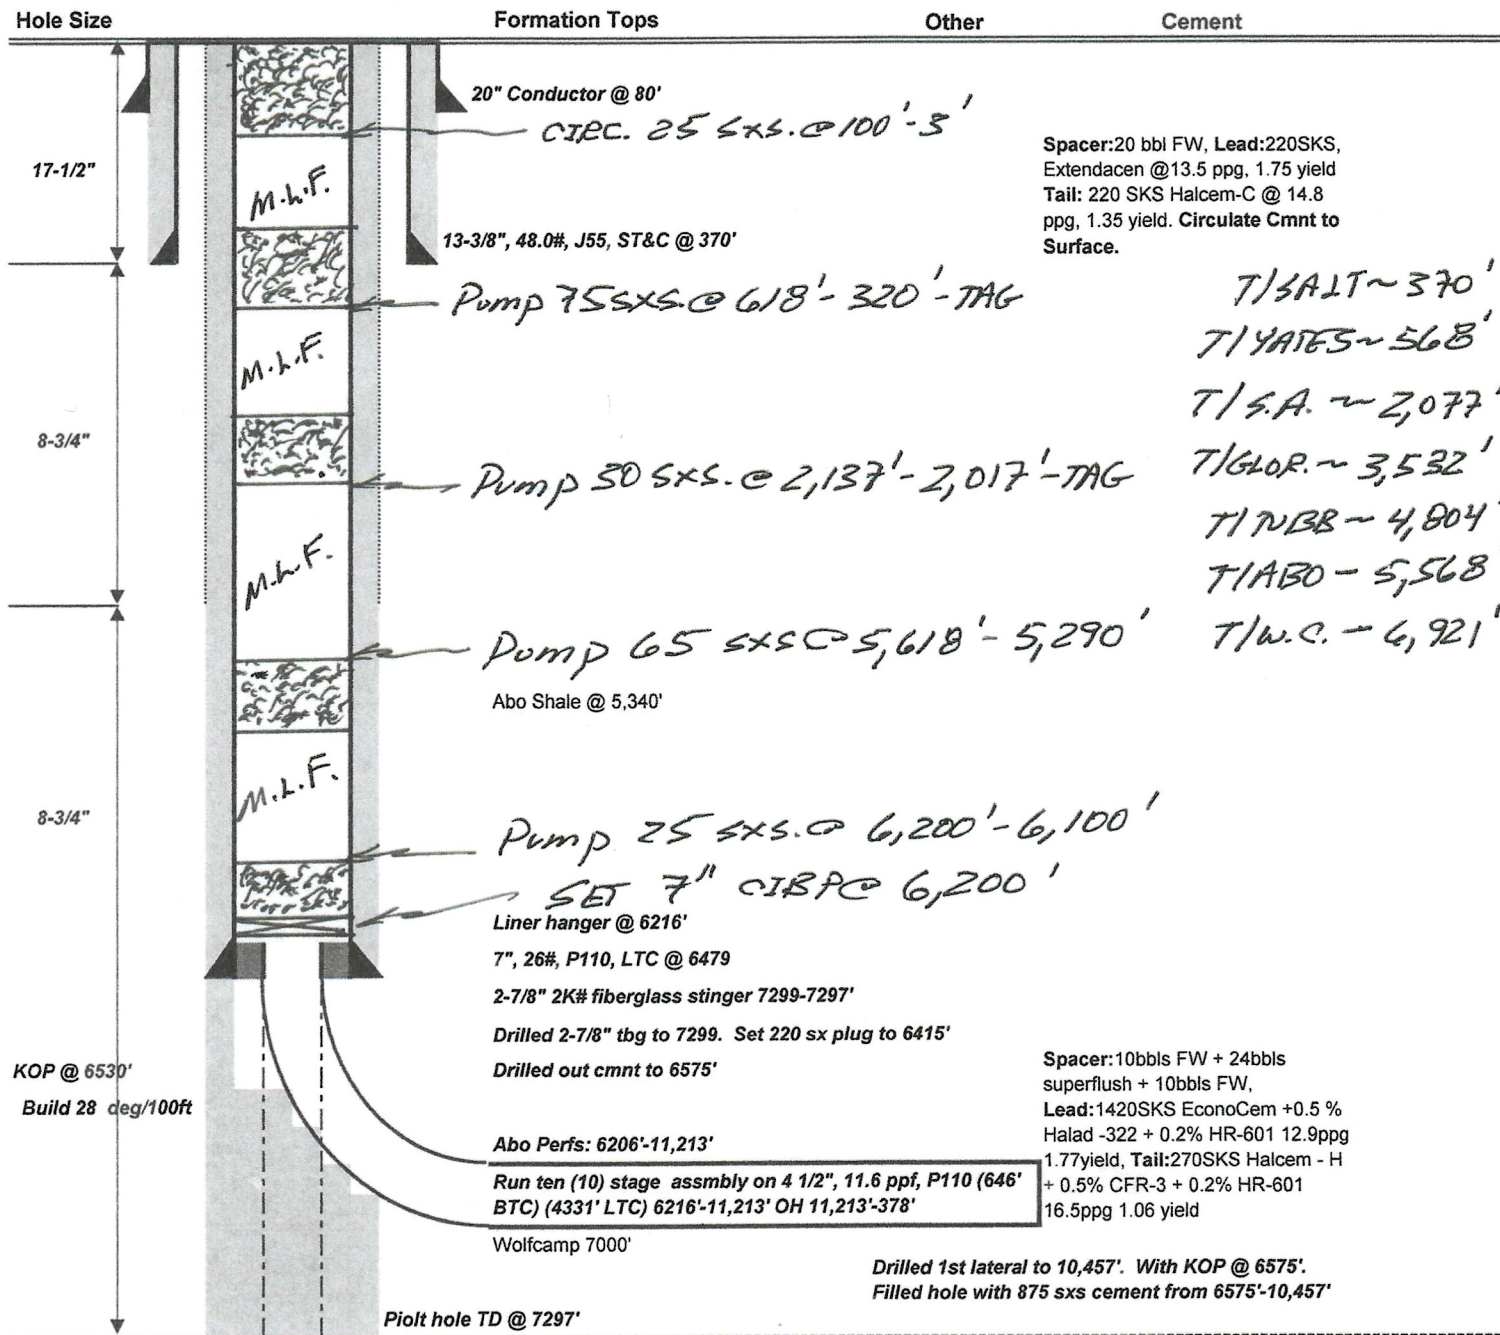 Hole Size Formation Tops Other Cement
20" Conductor @ 80'
CIRC. 25 SXS. @ 100'-3'
17-1/2"
Spacer:20 bbl FW, Lead:220SKS,
Extendacen @13.5 ppg, 1.75 yield
Tail: 220 SKS Halcem-C @ 14.8
ppg, 1.35 yield. Circulate Cmnt to
Surface.
M.L.F.
13-3/8", 48.0#, J55, ST&C @ 370'
Pump 75 SXS. @ 618'- 320'-TAG
T/SALT ~ 370'
T/YATES ~ 568'
M.L.F.
T/S.A. ~ 2,077'
8-3/4"
Pump 30 SXS. @ 2,137'-2,017'-TAG
T/GLOR. ~ 3,532'
T/TUBB ~ 4,804'
M.L.F.
T/ABO - 5,568'
Pump 65 SXS @ 5,618'- 5,290'
T/W.C. - 6,921'
Abo Shale @ 5,340'
M.L.F.
8-3/4"
Pump 25 SXS. @ 6,200'-6,100'
SET 7" CIBP @ 6,200'
Liner hanger @ 6216'
7", 26#, P110, LTC @ 6479
2-7/8" 2K# fiberglass stinger 7299-7297'
Drilled 2-7/8" tbg to 7299. Set 220 sx plug to 6415'
Drilled out cmnt to 6575'
KOP @ 6530'
Build 28 deg/100ft
Spacer:10bbls FW + 24bbls
superflush + 10bbls FW,
Lead:1420SKS EconoCem +0.5 %
Halad -322 + 0.2% HR-601 12.9ppg
1.77yield, Tail:270SKS Halcem - H
+ 0.5% CFR-3 + 0.2% HR-601
16.5ppg 1.06 yield
Abo Perfs: 6206'-11,213'
Run ten (10) stage assmbly on 4 1/2", 11.6 ppf, P110 (646'
BTC) (4331' LTC) 6216'-11,213' OH 11,213'-378'
Wolfcamp 7000'
Drilled 1st lateral to 10,457'. With KOP @ 6575'.
Filled hole with 875 sxs cement from 6575'-10,457'
Piolt hole TD @ 7297'